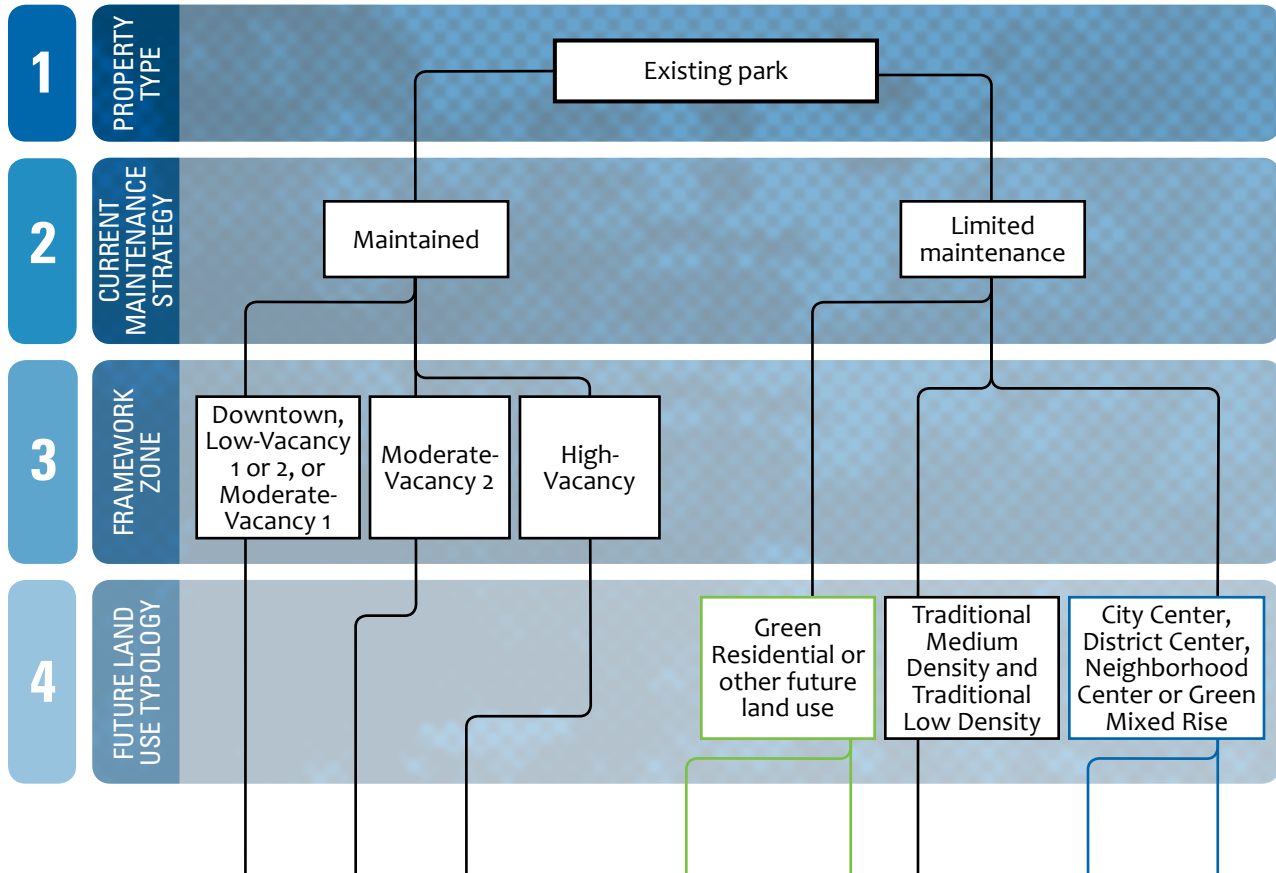 1
PROPERTY
TYPE
Existing park
2
CURRENT
MAINTENANCE
STRATEGY
Maintained
Limited
maintenance
3
FRAMEWORK
ZONE
Downtown,
Low-Vacancy
1 or 2, or
Moderate-
Vacancy 1
Moderate-
Vacancy 2
High-
Vacancy
4
FUTURE LAND
USE TYPOLOGY
Green
Residential or
other future
land use
Traditional
Medium
Density and
Traditional
Low Density
City Center,
District Center,
Neighborhood
Center or Green
Mixed Rise